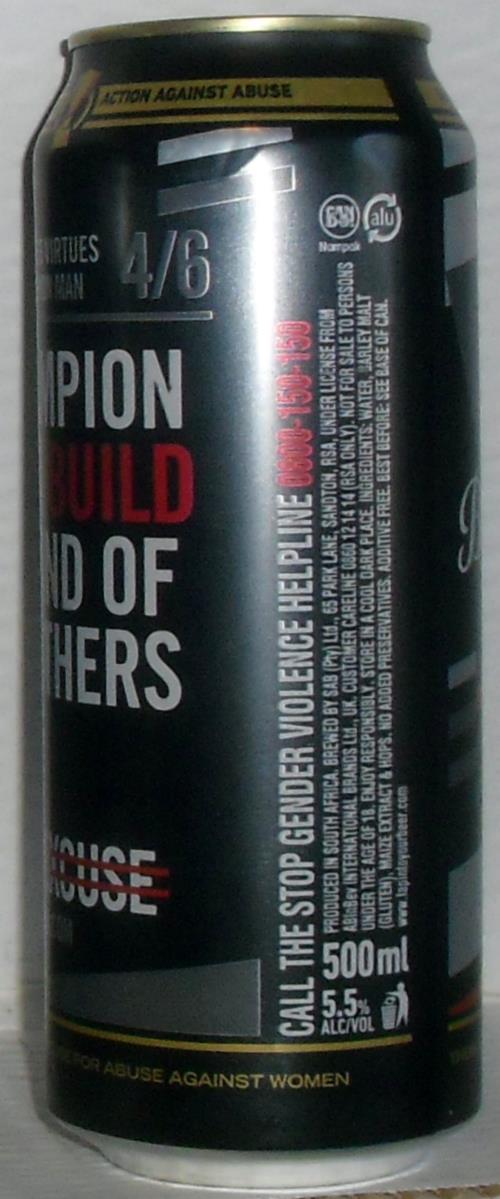 ACTION AGAINST ABUSE
VIRTUES
MAN
4/6
MPION
BUILD
ND OF
THERS
XCUSE
FOR ABUSE AGAINST WOMEN
CAN
Nampak
alu
CALL THE STOP GENDER VIOLENCE HELPLINE 0800-150-150
PRODUCED IN SOUTH AFRICA. BREWED BY SAB (Pty) Ltd., 65 PARK LANE, SANDTON, RSA, UNDER LICENSE FROM
ABInBev INTERNATIONAL BRANDS Ltd., UK. CUSTOMER CARELINE 0860 12 14 14 (RSA ONLY). NOT FOR SALE TO PERSONS
UNDER THE AGE OF 18. ENJOY RESPONSIBLY. STORE IN A COOL DARK PLACE. INGREDIENTS: WATER, BARLEY MALT
(GLUTEN), MAIZE EXTRACT & HOPS. NO ADDED PRESERVATIVES. ADDITIVE FREE. BEST BEFORE: SEE BASE OF CAN.
www.tapintoyourbeer.com
500ml
5.5%
ALC/VOL